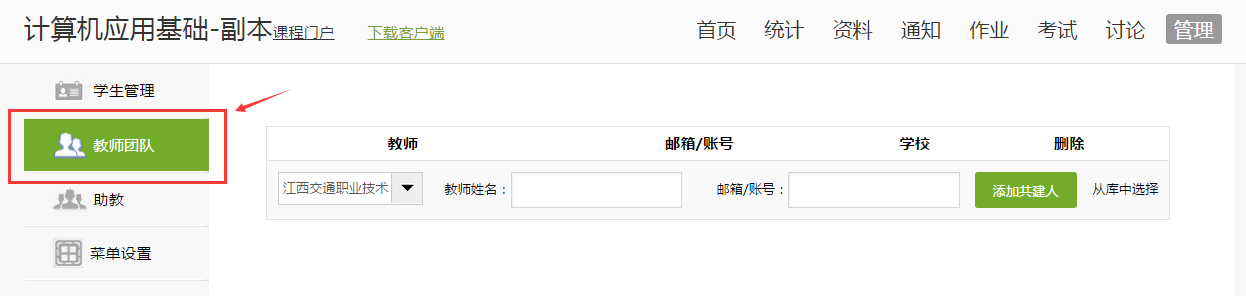 计算机应用基础-副本课程门户 下载客户端 首页 统计 资料 通知 作业 考试 讨论 管理
学生管理
教师团队
助教
菜单设置
教师 邮箱/账号 学校 删除
江西交通职业技术 教师姓名： 邮箱/账号： 添加共建人 从库中选择